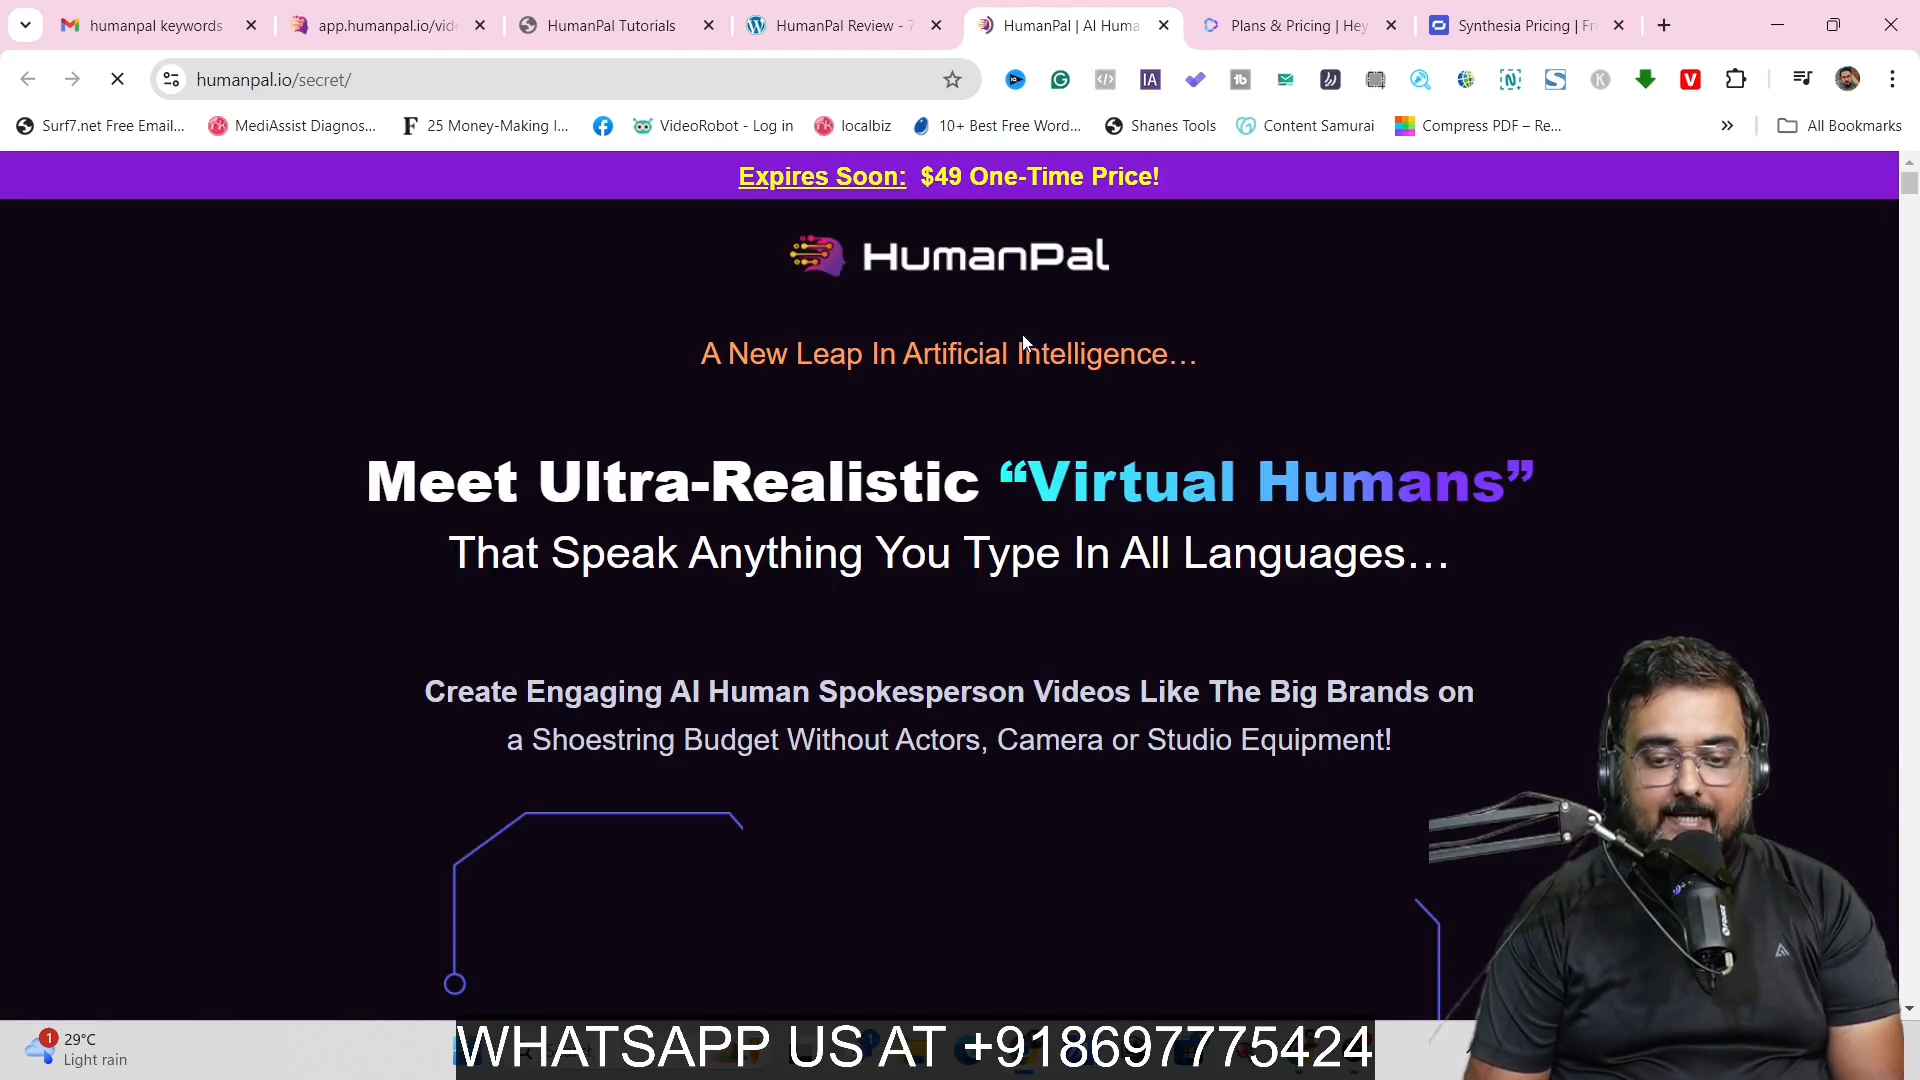 humanpal keywords
app.humanpal.io/vide
HumanPal Tutorials
HumanPal Review - 7
HumanPal | AI Huma
Plans & Pricing | Hey
Synthesia Pricing | Fr
humanpal.io/secret/
Surf7.net Free Email...
MediAssist Diagnos...
25 Money-Making I...
VideoRobot - Log in
localbiz
10+ Best Free Word...
Shanes Tools
Content Samurai
Compress PDF – Re...
All Bookmarks
Expires Soon: $49 One-Time Price!
HumanPal
A New Leap In Artificial Intelligence...
Meet Ultra-Realistic “Virtual Humans”
That Speak Anything You Type In All Languages...
Create Engaging AI Human Spokesperson Videos Like The Big Brands on
a Shoestring Budget Without Actors, Camera or Studio Equipment!
1
29°C
Light rain
WHATSAPP US AT +918697775424